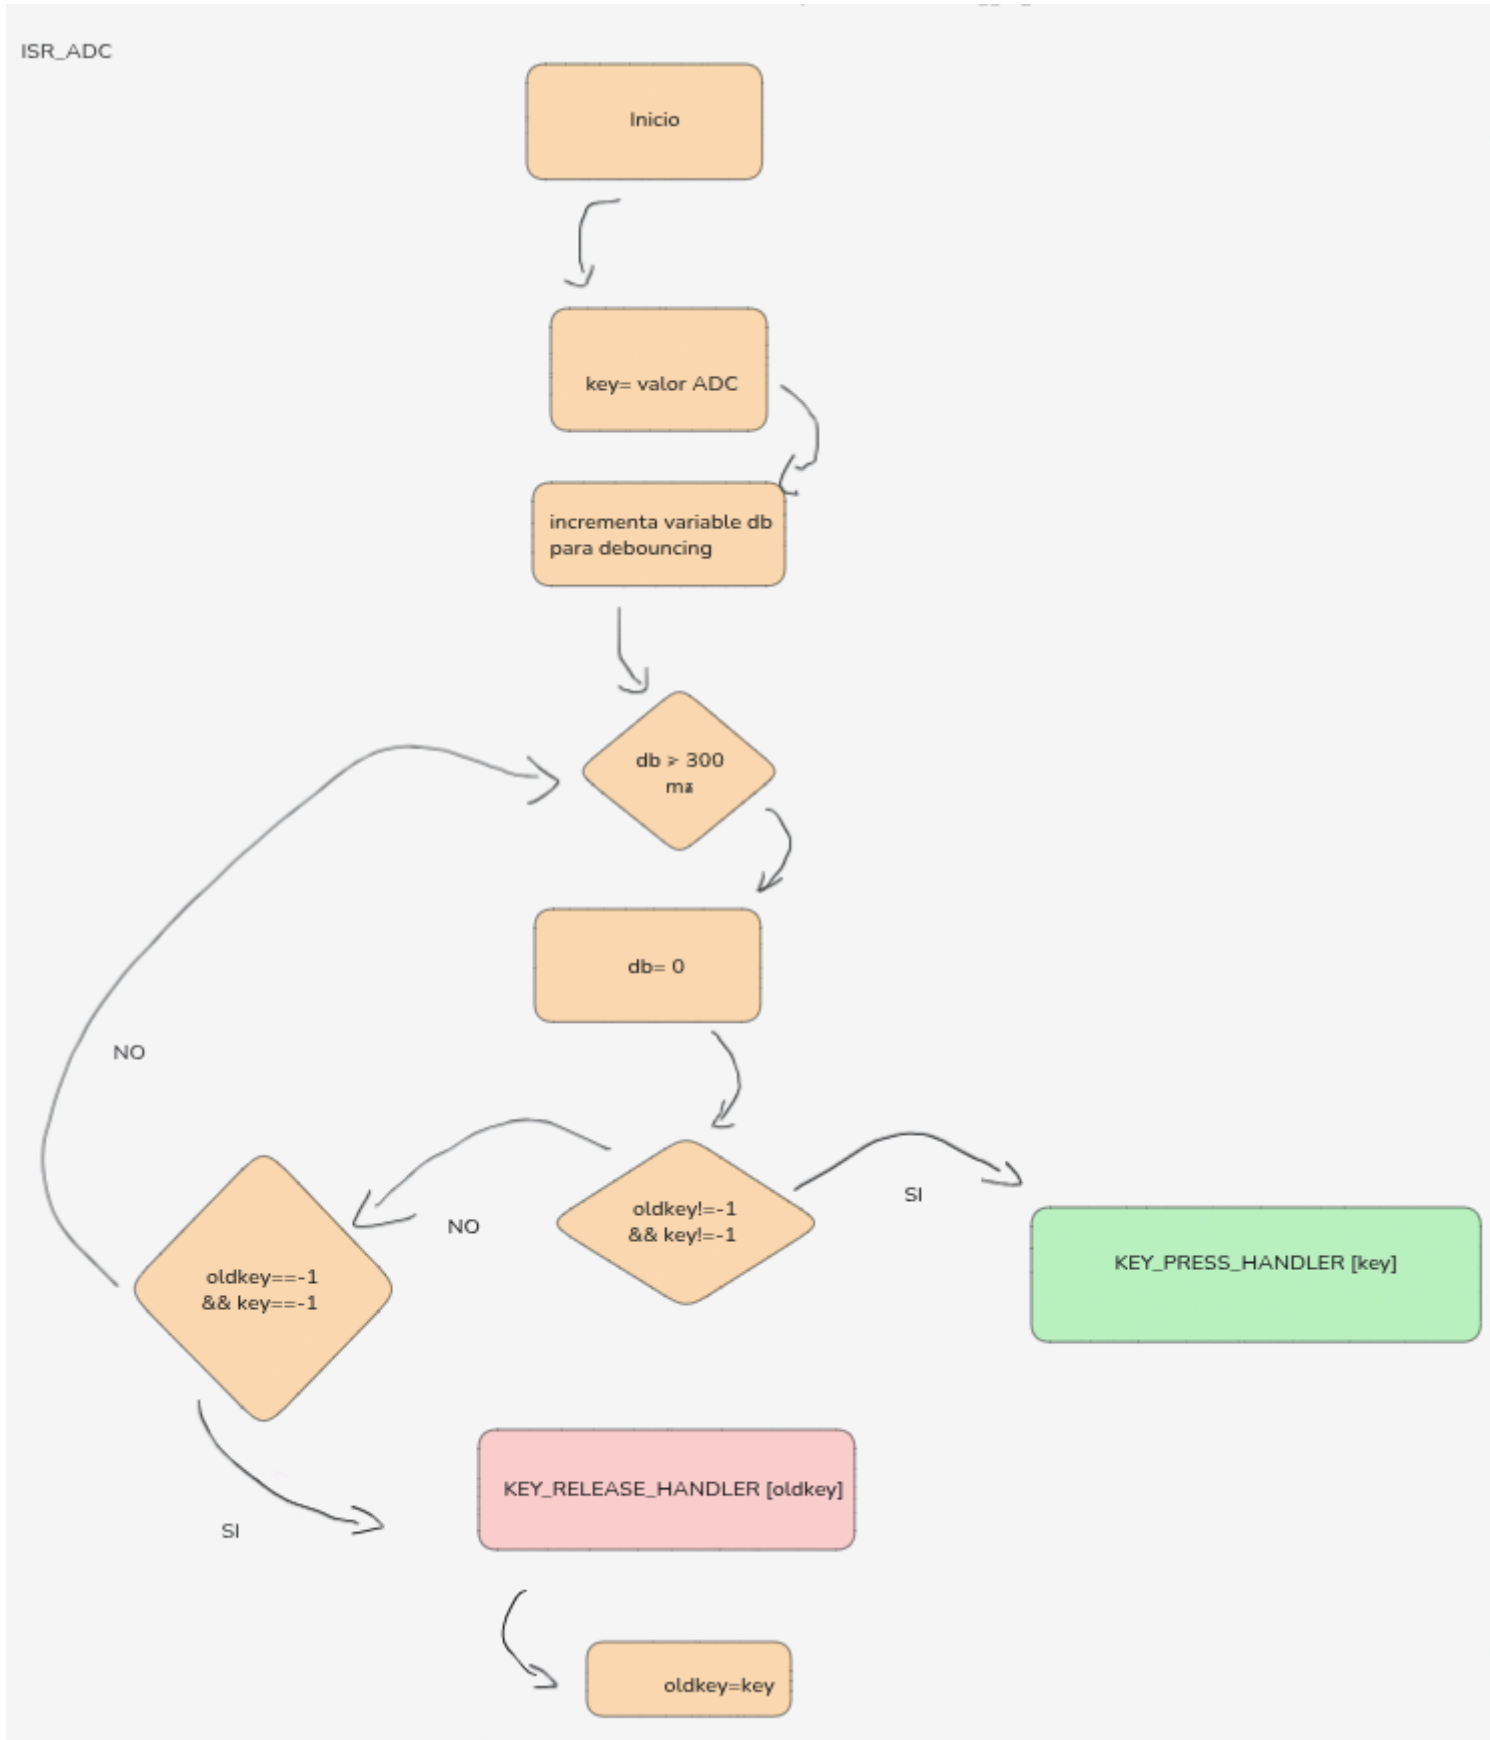 ISR_ADC
Inicio
key= valor ADC
incrementa variable db
para debouncing
db > 300
db= 0
NO
oldkey!=-1
&& key!=-1
SI
NO
KEY_PRESS_HANDLER [key]
oldkey==-1
&& key==-1
KEY_RELEASE_HANDLER [oldkey]
SI
oldkey=key